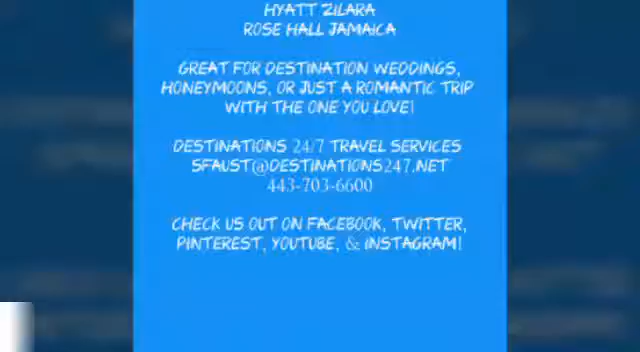 HYATT ZILARA
ROSE HALL JAMAICA
GREAT FOR DESTINATION WEDDINGS,
HONEYMOONS, OR JUST A ROMANTIC TRIP
WITH THE ONE YOU LOVE!
DESTINATIONS 24/7 TRAVEL SERVICES
SFAUST@DESTINATIONS247.NET
443-703-6600
CHECK US OUT ON FACEBOOK, TWITTER,
PINTEREST, YOUTUBE, & INSTAGRAM!